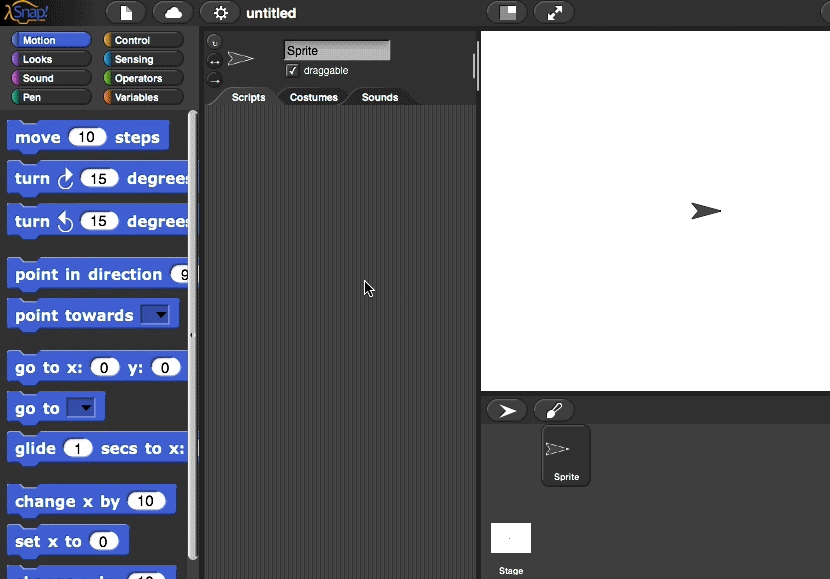 Snap! untitled
Motion Control
Looks Sensing
Sound Operators
Pen Variables
Sprite
draggable
Scripts Costumes Sounds
move 10 steps
turn 15 degrees
turn 15 degrees
point in direction 9
point towards
go to x: 0 y: 0
go to
glide 1 secs to x:
change x by 10
set x to 0
Sprite
Stage